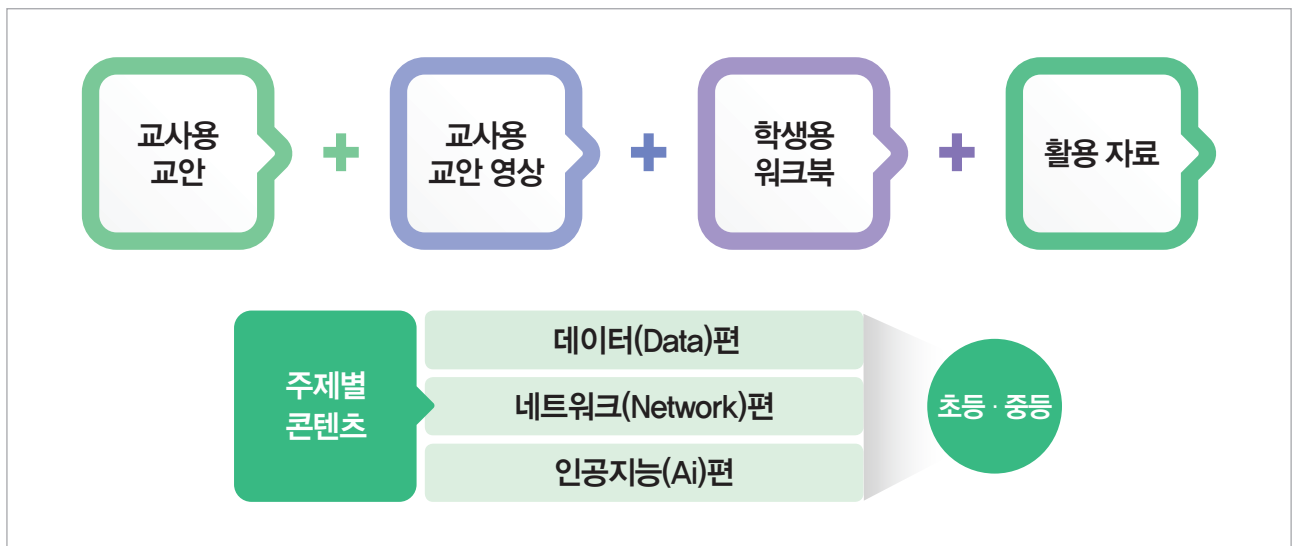 교사용
교안
+
교사용
교안 영상
+
학생용
워크북
+
활용 자료
주제별
콘텐츠
데이터(Data)편
네트워크(Network)편
인공지능(Ai)편
초등 · 중등